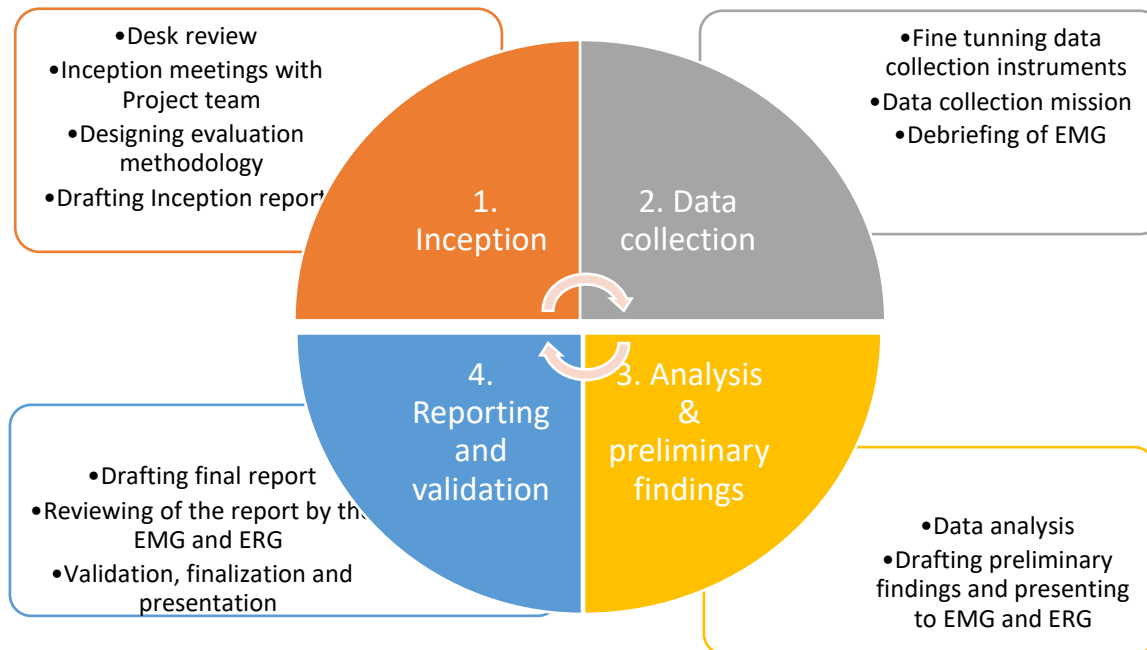 •Desk review
•Inception meetings with
Project team
•Designing evaluation
methodology
•Drafting Inception report
•Fine tunning data
collection instruments
•Data collection mission
•Debriefing of EMG
1.
Inception
2. Data
collection
4.
Reporting
and
validation
3. Analysis
&
preliminary
findings
•Drafting final report
•Reviewing of the report by the
EMG and ERG
•Validation, finalization and
presentation
•Data analysis
•Drafting preliminary
findings and presenting
to EMG and ERG